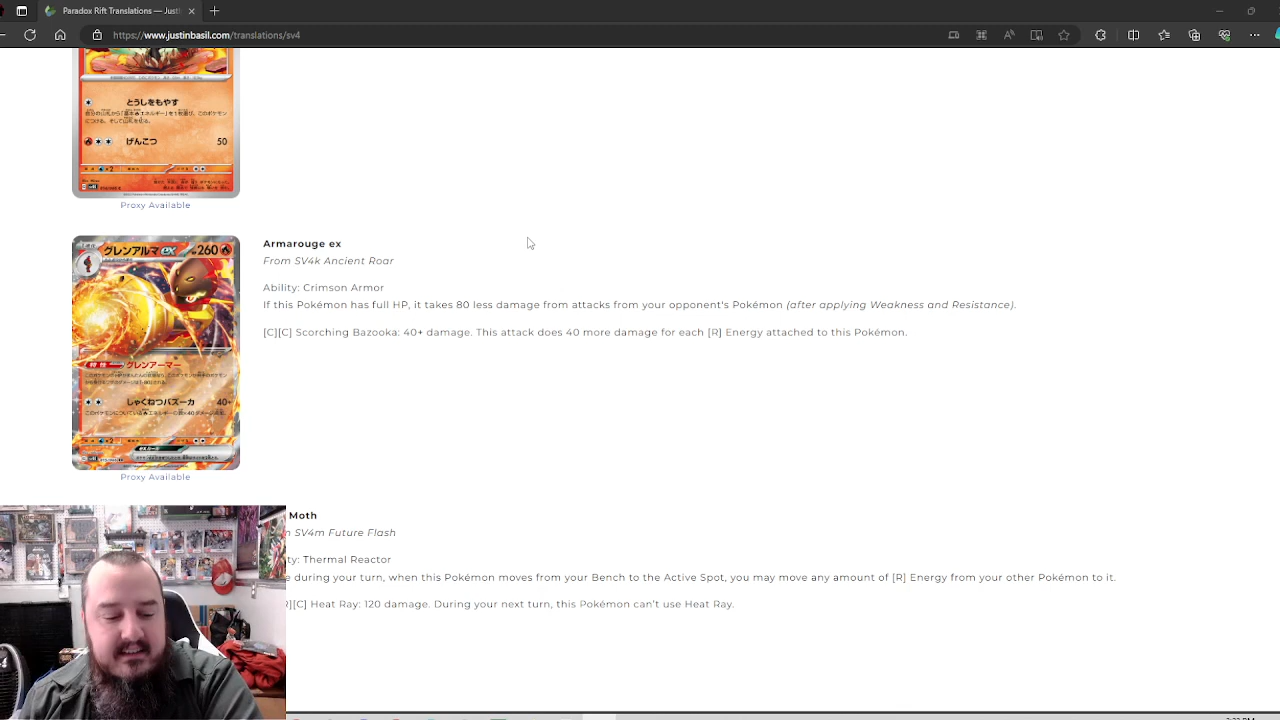 Paradox Rift — Justi
https://www.justinbasil.com/translations/sv4
とうしをもやす
げんこつ 50
Proxy Available
グレンアルマ ex 260
特性 グレンアーマー
しゃくねつバズーカ 40+
Proxy Available
Armarouge ex
From SV4k Ancient Roar
Ability: Crimson Armor
If this Pokémon has full HP, it takes 80 less damage from attacks from your opponent's Pokémon (after applying Weakness and Resistance).
[C][C] Scorching Bazooka: 40+ damage. This attack does 40 more damage for each [R] Energy attached to this Pokémon.
Moth
m SV4m Future Flash
ty: Thermal Reactor
e during your turn, when this Pokémon moves from your Bench to the Active Spot, you may move any amount of [R] Energy from your other Pokémon to it.
][C] Heat Ray: 120 damage. During your next turn, this Pokémon can't use Heat Ray.